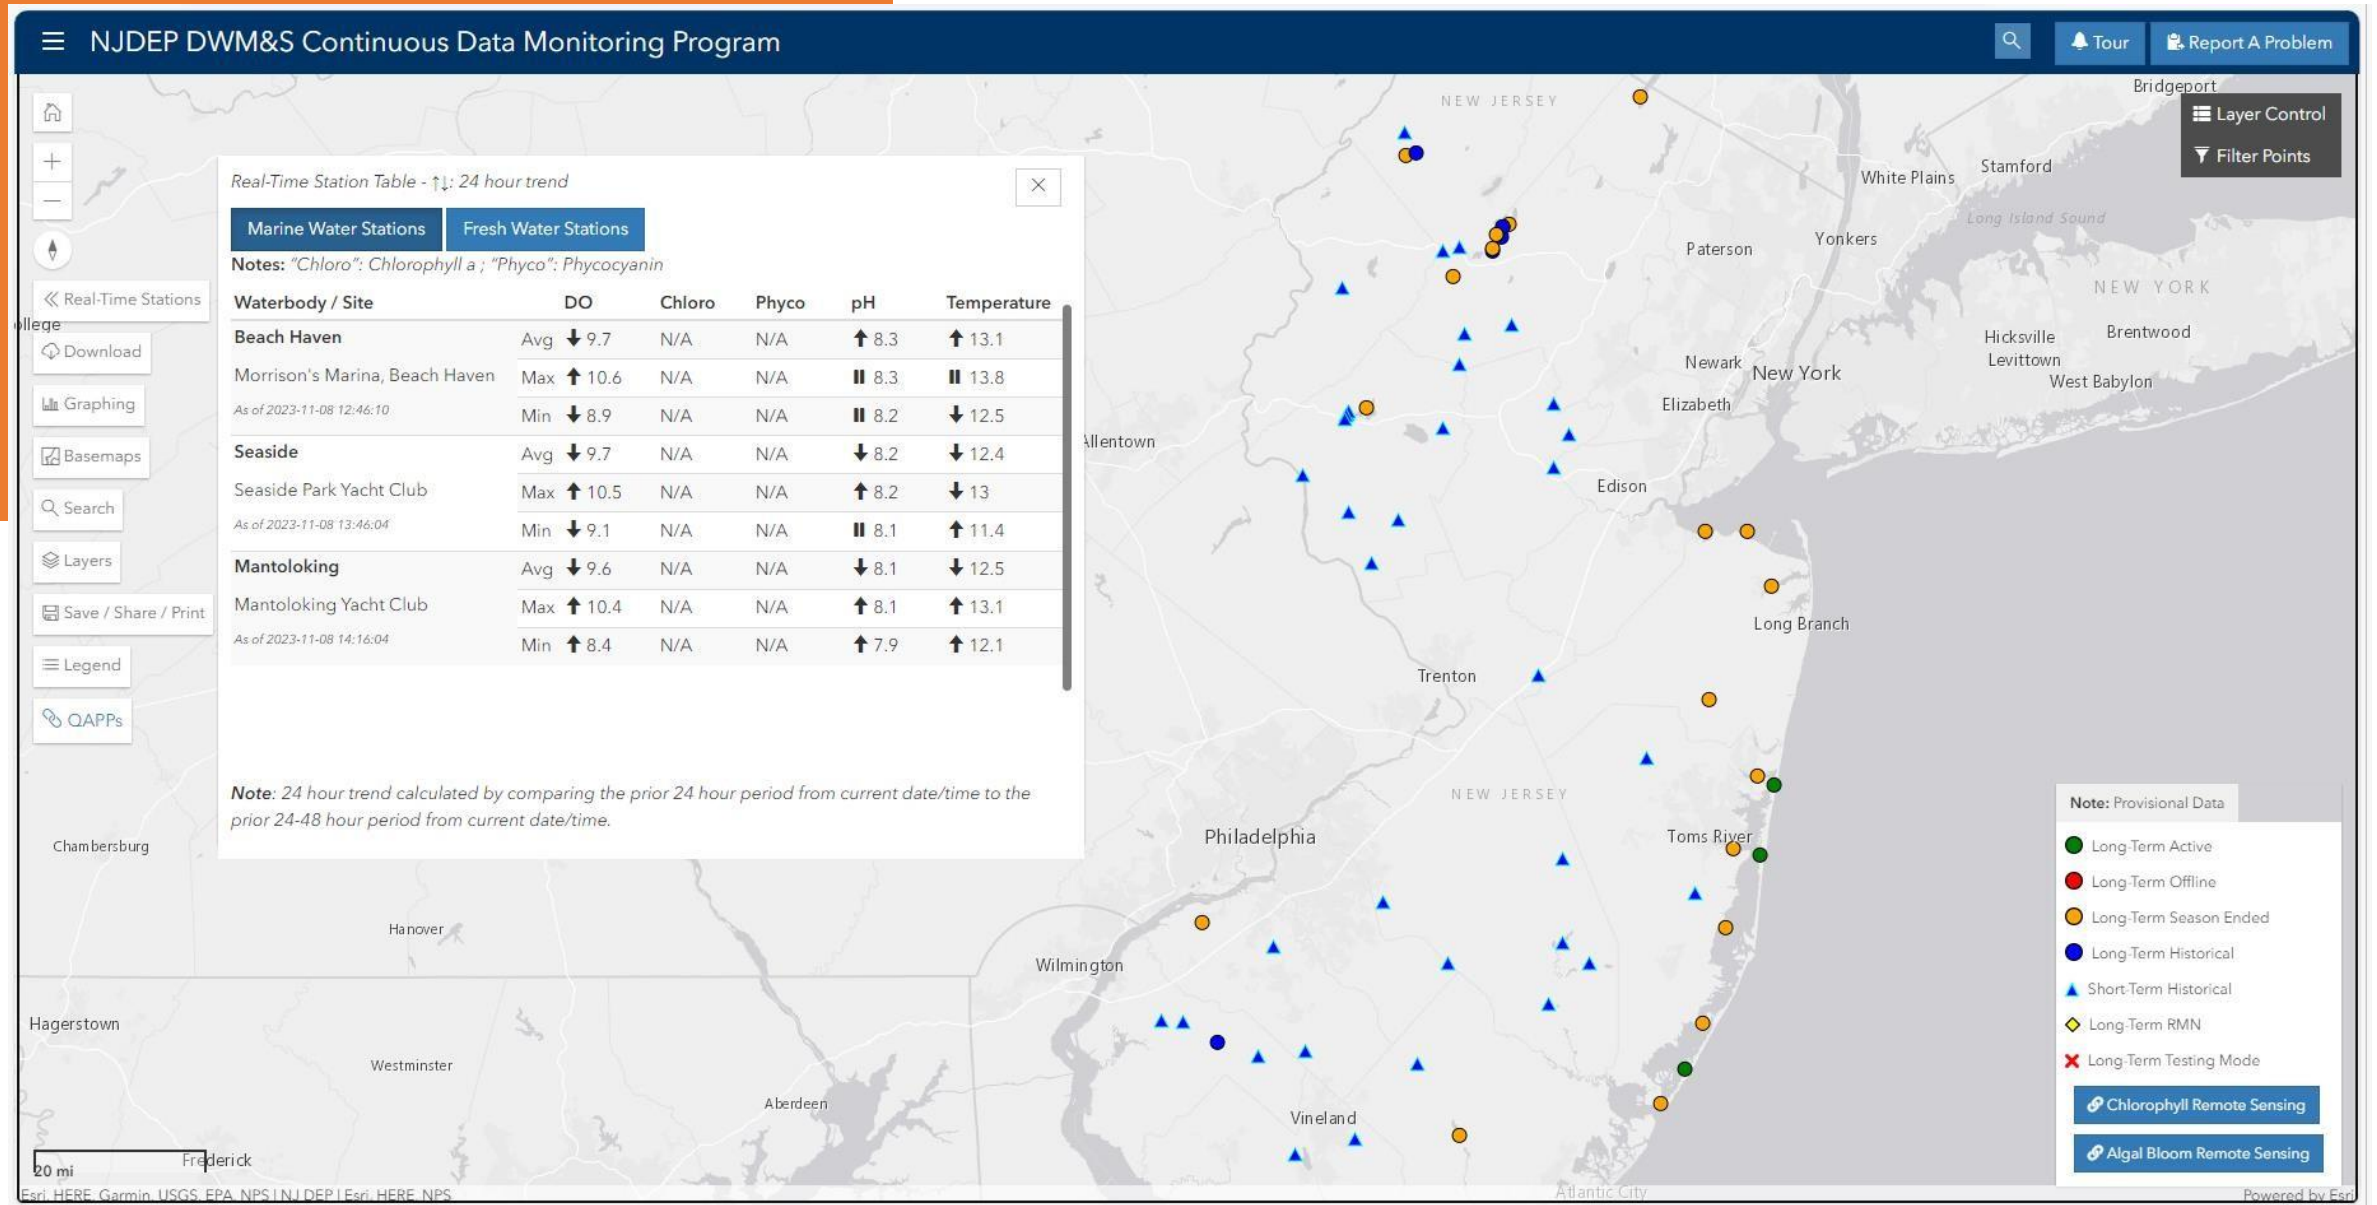 NJDEP DWM&S Continuous Data Monitoring Program
Tour
Report A Problem
Layer Control
Filter Points
Real-Time Stations
Download
Graphing
Basemaps
Search
Layers
Save / Share / Print
Legend
QAPPs
Real-Time Station Table - ↑↓: 24 hour trend
Marine Water Stations Fresh Water Stations
Notes: "Chloro": Chlorophyll a ; "Phyco": Phycocyanin
Waterbody / Site DO Chloro Phyco pH Temperature
Beach Haven Avg ↓ 9.7 N/A N/A ↑ 8.3 ↑ 13.1
Morrison's Marina, Beach Haven Max ↑ 10.6 N/A N/A 8.3 13.8
As of 2023-11-08 12:46:10 Min ↓ 8.9 N/A N/A 8.2 ↓ 12.5
Seaside Avg ↓ 9.7 N/A N/A ↓ 8.2 ↓ 12.4
Seaside Park Yacht Club Max ↑ 10.5 N/A N/A ↑ 8.2 ↓ 13
As of 2023-11-08 13:46:04 Min ↓ 9.1 N/A N/A 8.1 ↑ 11.4
Mantoloking Avg ↓ 9.6 N/A N/A ↓ 8.1 ↓ 12.5
Mantoloking Yacht Club Max ↑ 10.4 N/A N/A ↑ 8.1 ↑ 13.1
As of 2023-11-08 14:16:04 Min ↑ 8.4 N/A N/A ↑ 7.9 ↑ 12.1
Note: 24 hour trend calculated by comparing the prior 24 hour period from current date/time to the
prior 24-48 hour period from current date/time.
NEW JERSEY
Bridgeport
Stamford
White Plains
Long Island Sound
Yonkers
Paterson
NEW YORK
Brentwood
Hicksville
Levittown
West Babylon
Newark
New York
Elizabeth
Allentown
Edison
Long Branch
Trenton
NEW JERSEY
Philadelphia
Toms River
Chambersburg
Hanover
Wilmington
Hagerstown
Westminster
Aberdeen
Vineland
Frederick
Atlantic City
Note: Provisional Data
Long-Term Active
Long-Term Offline
Long-Term Season Ended
Long-Term Historical
Short-Term Historical
Long-Term RMN
Long-Term Testing Mode
Chlorophyll Remote Sensing
Algal Bloom Remote Sensing
20 mi
Esri, HERE, Garmin, USGS, EPA, NPS | NJ DEP | Esri, HERE, NPS
Powered by Esri